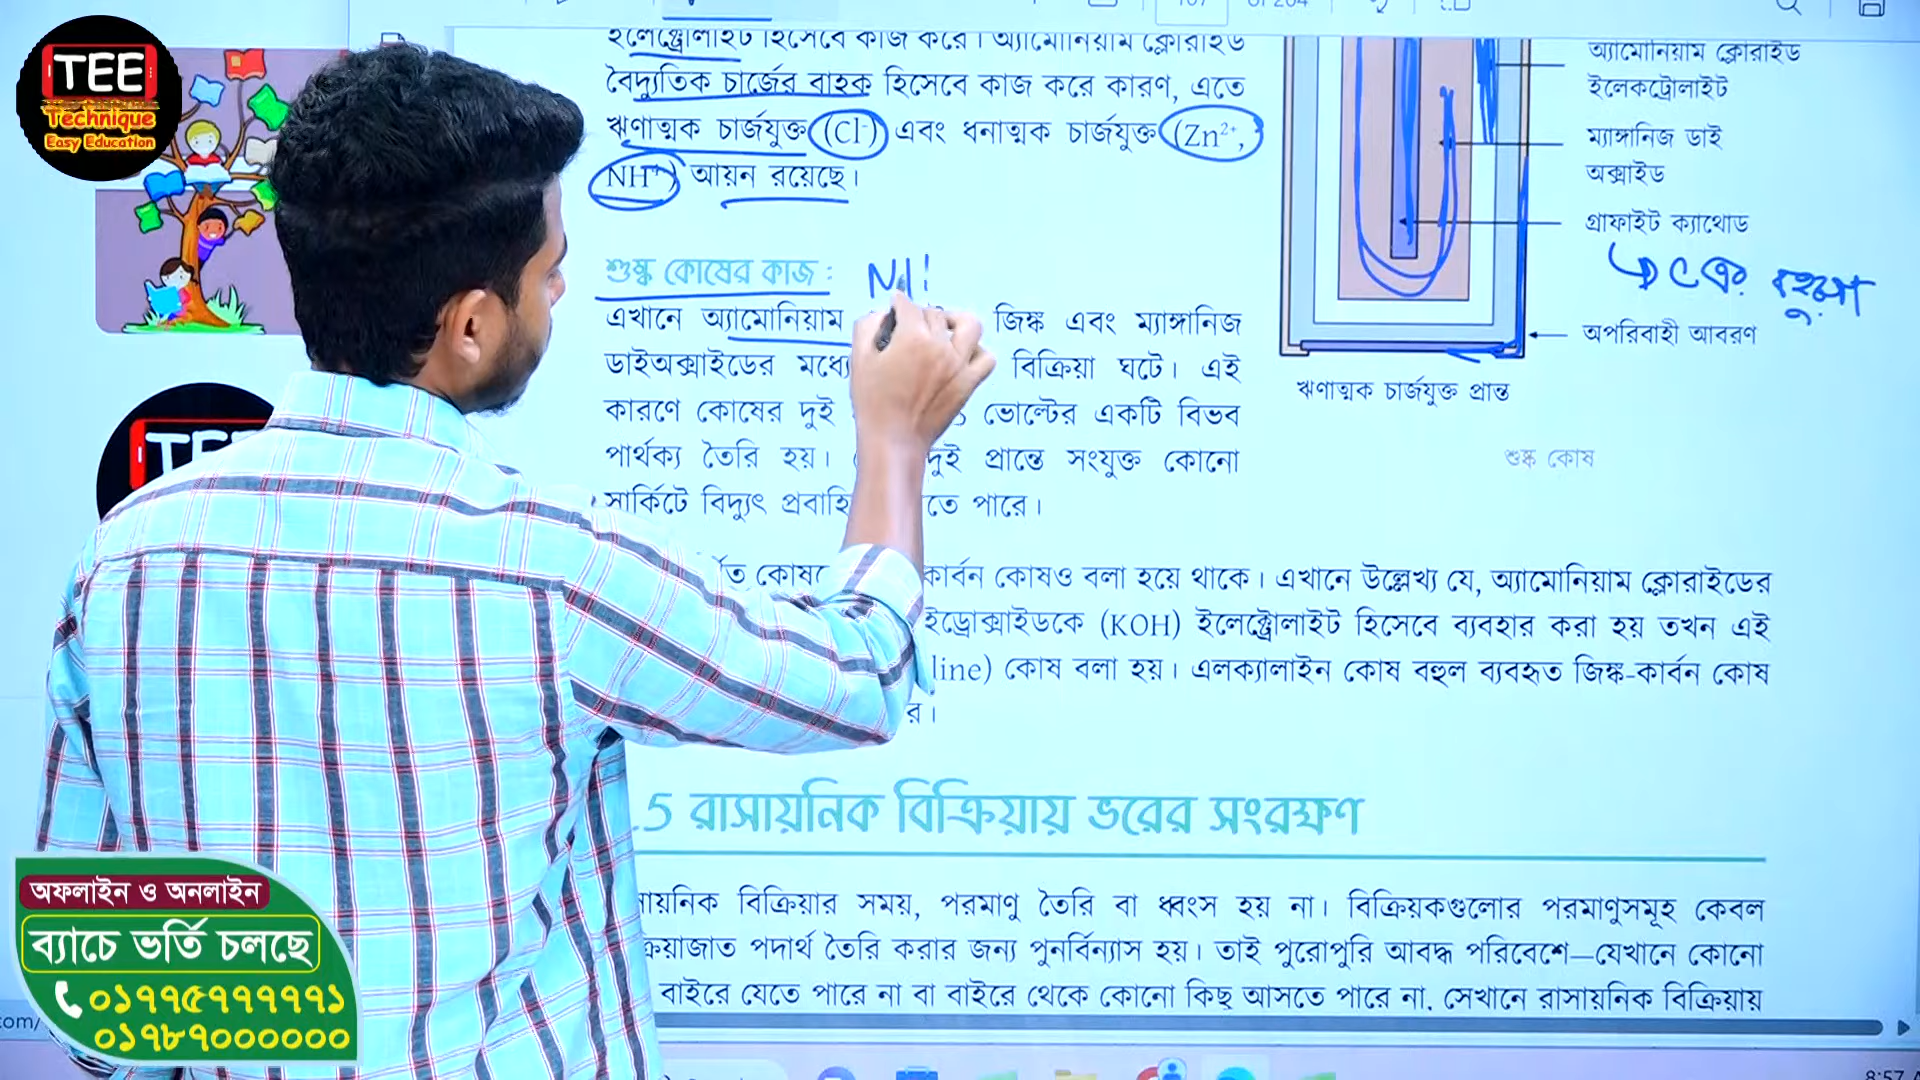 TEE
Technique
Easy Education
ইলেক্ট্রোলাইট হিসেবে কাজ করে। অ্যামোনিয়াম ক্লোরাইড
বৈদ্যুতিক চার্জের বাহক হিসেবে কাজ করে কারণ, এতে
ঋণাত্মক চার্জযুক্ত (Cl⁻) এবং ধনাত্মক চার্জযুক্ত (Zn²⁺,
NH⁺) আয়ন রয়েছে।
শুষ্ক কোষের কাজ :
এখানে অ্যামোনিয়াম জিঙ্ক এবং ম্যাঙ্গানিজ
ডাইঅক্সাইডের মধ্যে বিক্রিয়া ঘটে। এই
কারণে কোষের দুই ভোল্টের একটি বিভব
পার্থক্য তৈরি হয়। দুই প্রান্তে সংযুক্ত কোনো
সার্কিটে বিদ্যুৎ প্রবাহি তে পারে।
অ্যামোনিয়াম ক্লোরাইড
ইলেকট্রোলাইট
ম্যাঙ্গানিজ ডাই
অক্সাইড
গ্রাফাইট ক্যাথোড
অপরিবাহী আবরণ
ঋণাত্মক চার্জযুক্ত প্রান্ত
শুষ্ক কোষ
ত কোষ কার্বন কোষও বলা হয়ে থাকে। এখানে উল্লেখ্য যে, অ্যামোনিয়াম ক্লোরাইডের
ইড্রোক্সাইডকে (KOH) ইলেক্ট্রোলাইট হিসেবে ব্যবহার করা হয় তখন এই
line) কোষ বলা হয়। এলক্যালাইন কোষ বহুল ব্যবহৃত জিঙ্ক-কার্বন কোষ
র।
.5 রাসায়নিক বিক্রিয়ায় ভরের সংরক্ষণ
নায়নিক বিক্রিয়ার সময়, পরমাণু তৈরি বা ধ্বংস হয় না। বিক্রিয়কগুলোর পরমাণুসমূহ কেবল
ক্রিয়াজাত পদার্থ তৈরি করার জন্য পুনর্বিন্যাস হয়। তাই পুরোপুরি আবদ্ধ পরিবেশে—যেখানে কোনো
বাইরে যেতে পারে না বা বাইরে থেকে কোনো কিছু আসতে পারে না, সেখানে রাসায়নিক বিক্রিয়ায়
অফলাইন ও অনলাইন
ব্যাচে ভর্তি চলছে
০১৭৭৫৭৭৭৭৭১
০১৭৮৭০০০০০০
com/
8:57